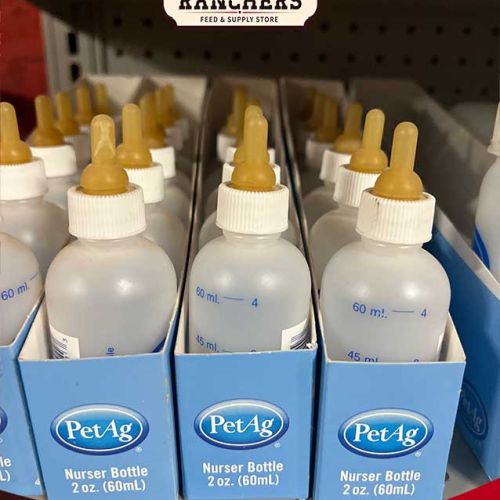 RANCHERS
FEED & SUPPLY STORE
60 ml.
60 ml. 4
45 ml.
60 ml. 4
45 ml
PetAg
Nurser Bottle
2 oz. (60mL)
PetAg
Nurser Bottle
2 oz. (60mL)
PetAg
Nurser Bottle
2 oz. (60mL)